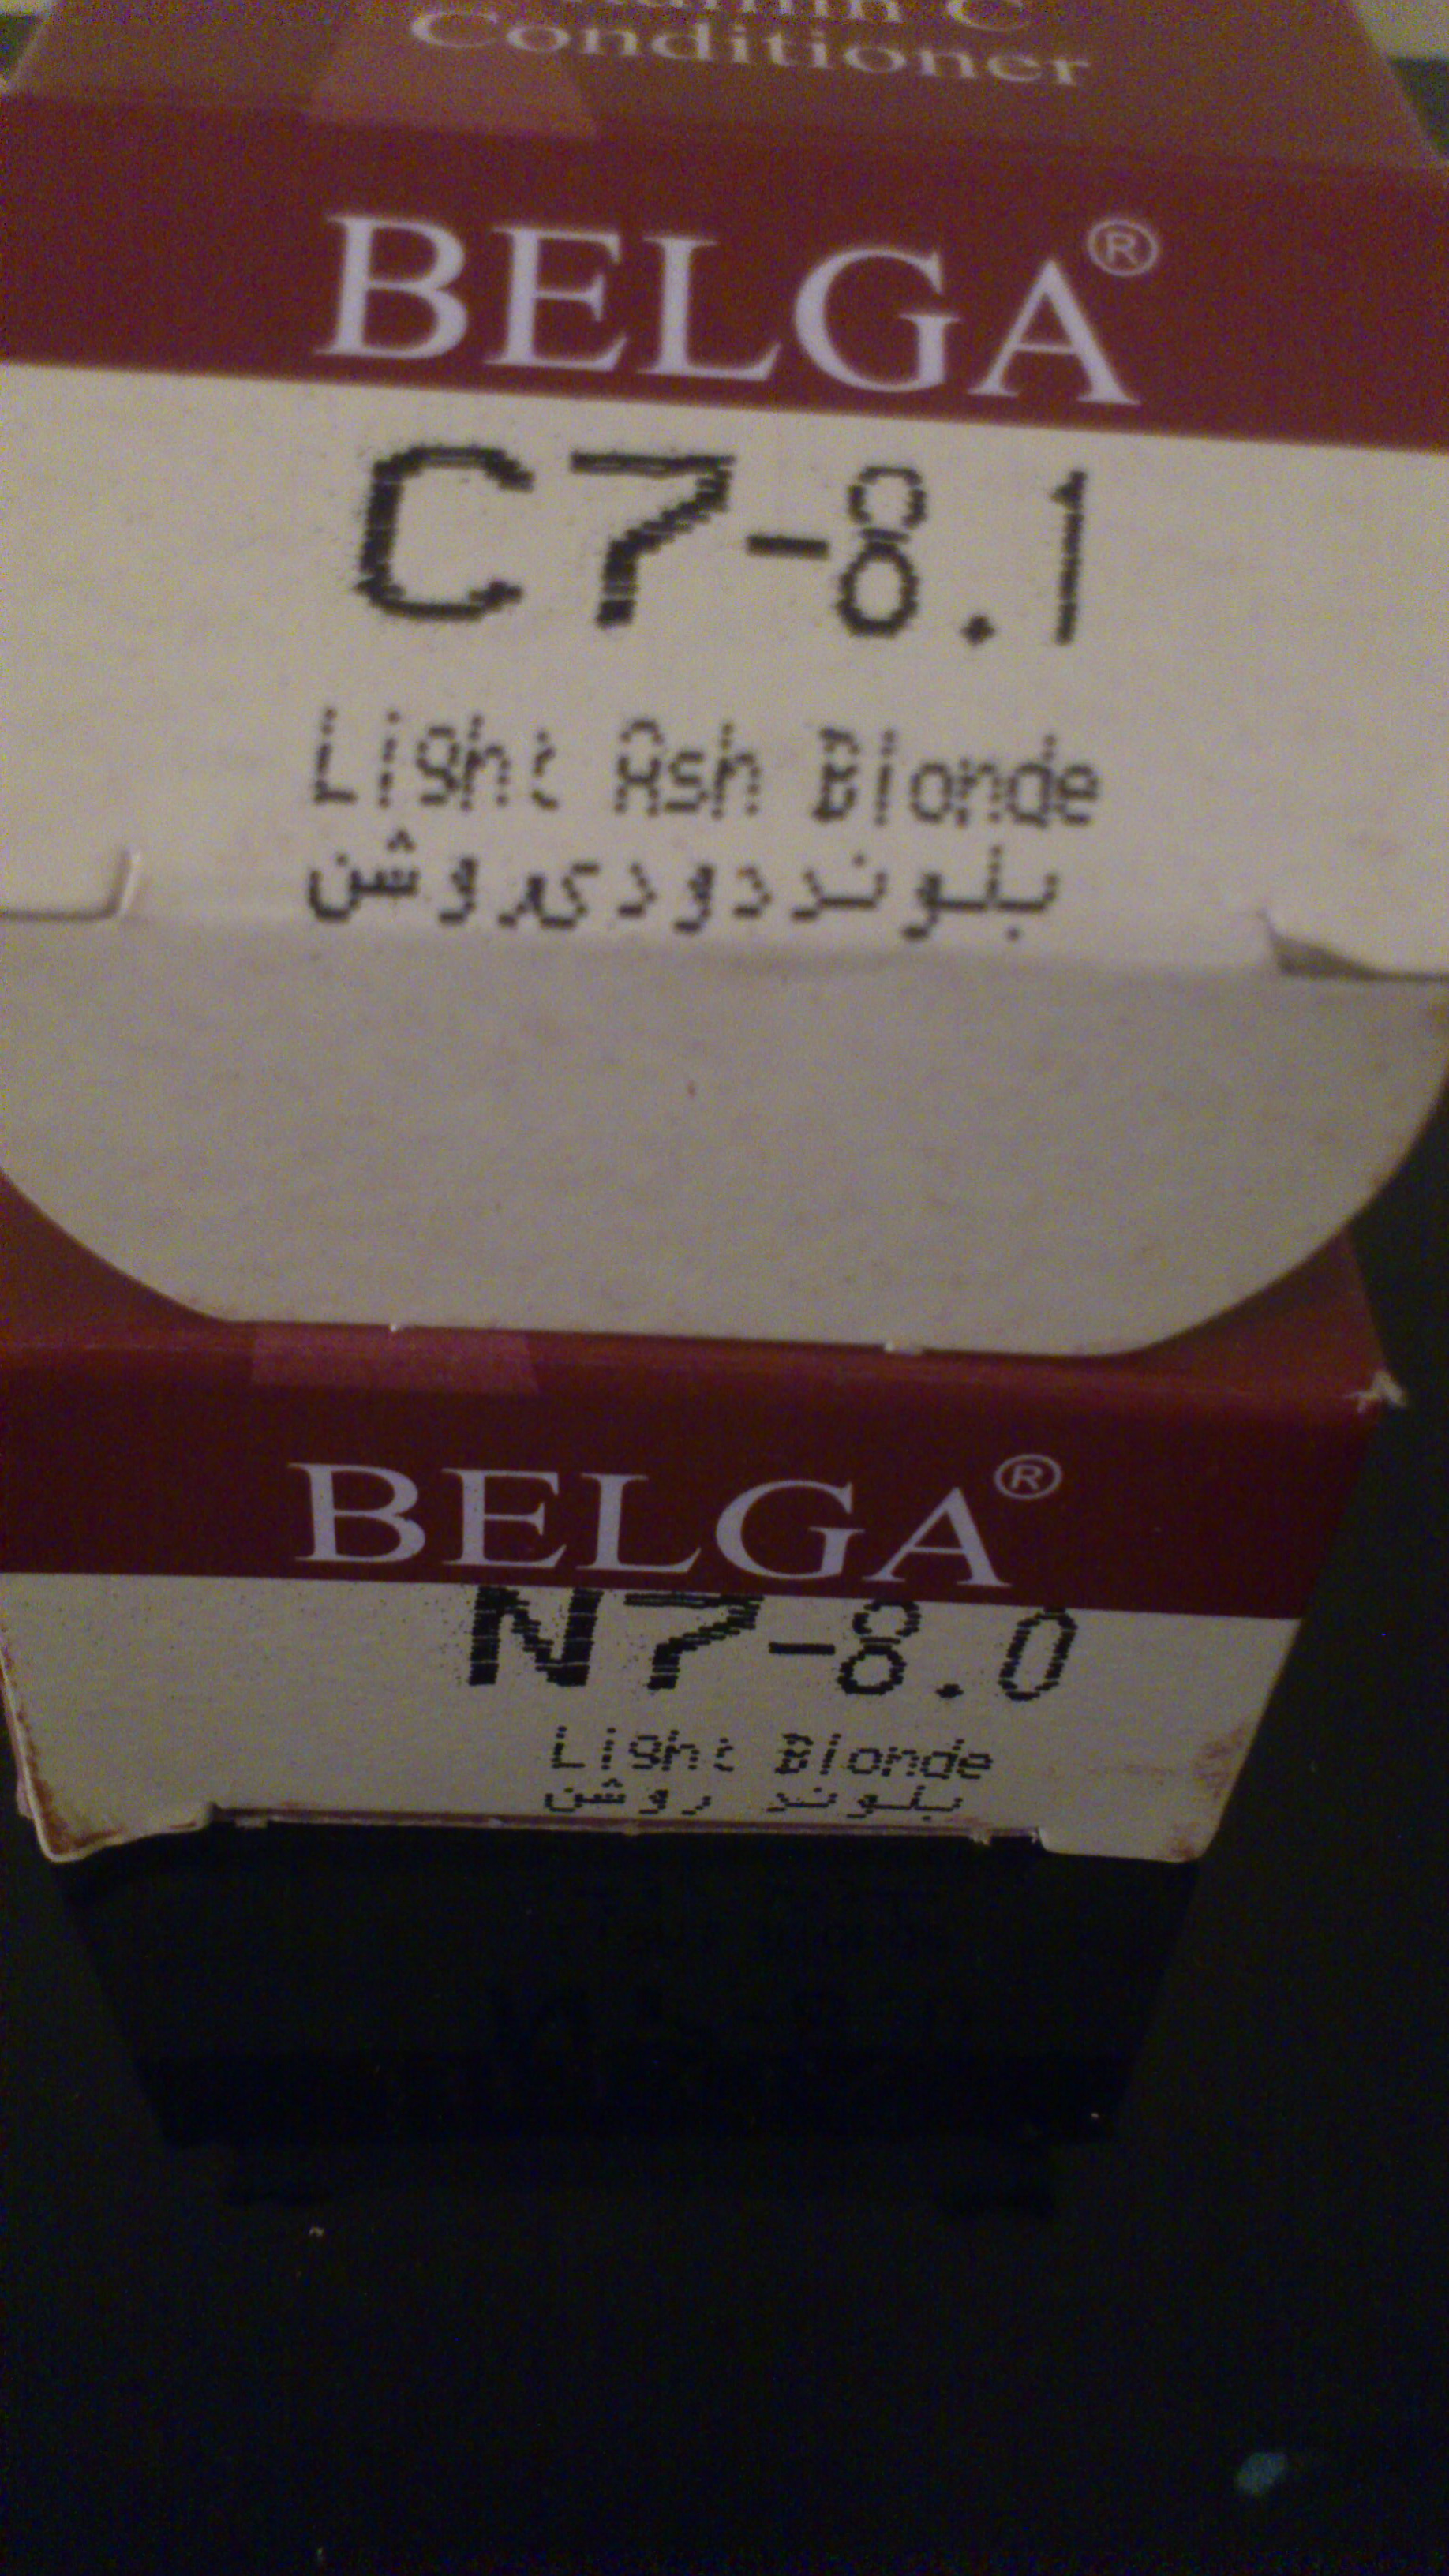 Conditioner
BELGA®
C7-8.1
Light Ash Blonde
بلوند دودی روشن
BELGA®
N7-8.0
Light Blonde
بلوند روشن